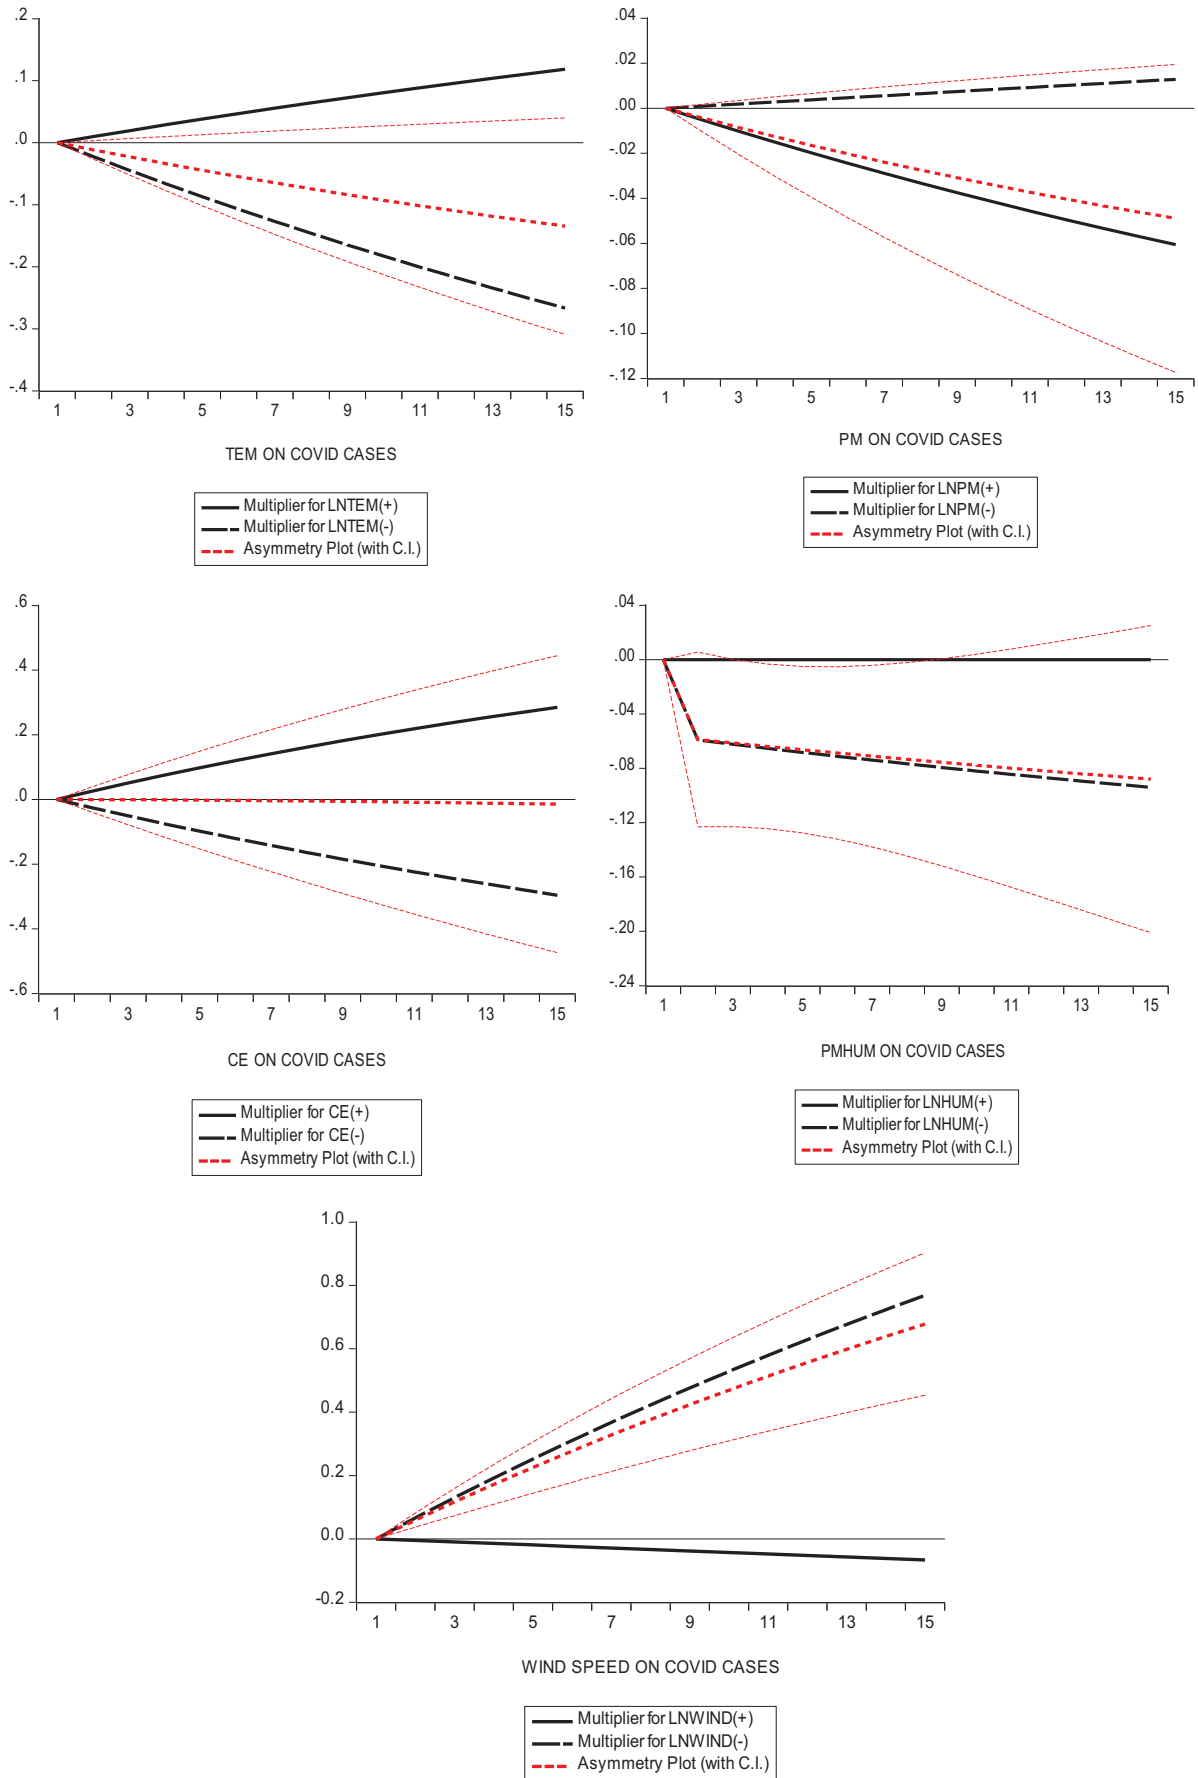 .2
.1
.0
-.1
-.2
-.3
-.4
1 3 5 7 9 11 13 15
TEM ON COVID CASES
Multiplier for LNTEM(+)
Multiplier for LNTEM(-)
Asymmetry Plot (with C.I.)
.04
.02
.00
-.02
-.04
-.06
-.08
-.10
-.12
1 3 5 7 9 11 13 15
PM ON COVID CASES
Multiplier for LNPM(+)
Multiplier for LNPM(-)
Asymmetry Plot (with C.I.)
.6
.4
.2
.0
-.2
-.4
-.6
1 3 5 7 9 11 13 15
CE ON COVID CASES
Multiplier for CE(+)
Multiplier for CE(-)
Asymmetry Plot (with C.I.)
.04
.00
-.04
-.08
-.12
-.16
-.20
-.24
1 3 5 7 9 11 13 15
PMHUM ON COVID CASES
Multiplier for LNHUM(+)
Multiplier for LNHUM(-)
Asymmetry Plot (with C.I.)
1.0
0.8
0.6
0.4
0.2
0.0
-0.2
1 3 5 7 9 11 13 15
WIND SPEED ON COVID CASES
Multiplier for LNWIND(+)
Multiplier for LNWIND(-)
Asymmetry Plot (with C.I.)